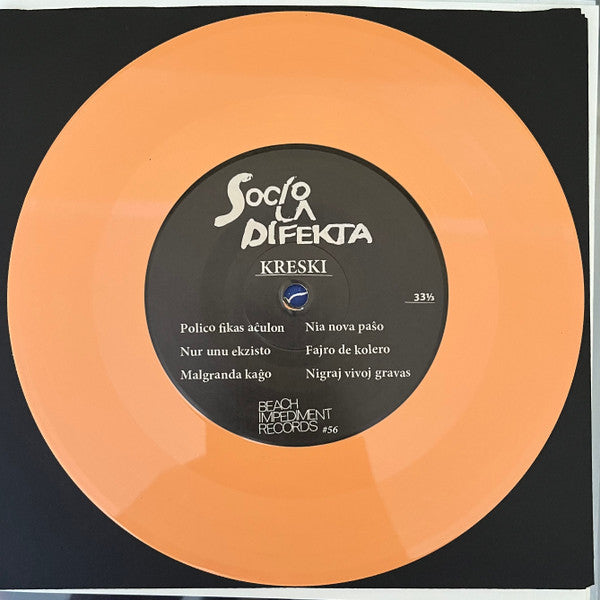 Socio
La
Difekta
KRESKI
33⅓
Polico fikas aĉulon
Nur unu ekzisto
Malgranda kaĝo
Nia nova paŝo
Fajro de kolero
Nigraj vivoj gravas
BEACH
IMPEDIMENT
RECORDS #56